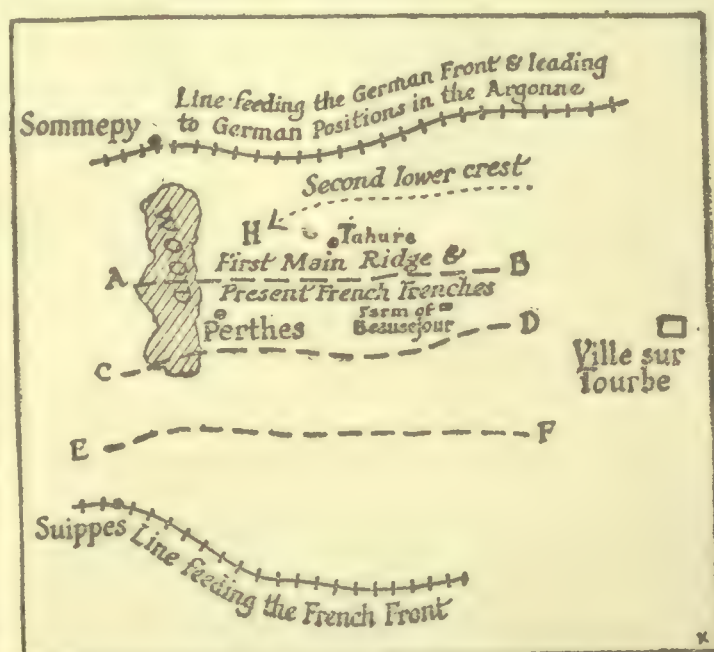 Line feeding the German Front & leading
to German Positions in the Argonne
Sommepy
Second lower crest
WOOD
H
Tahure
First Main Ridge &
A
B
Present French Trenches
Farm of
Beausejour
Perthes
D
Ville sur
Tourbe
C
E
F
Suippes
Line feeding the French Front
x